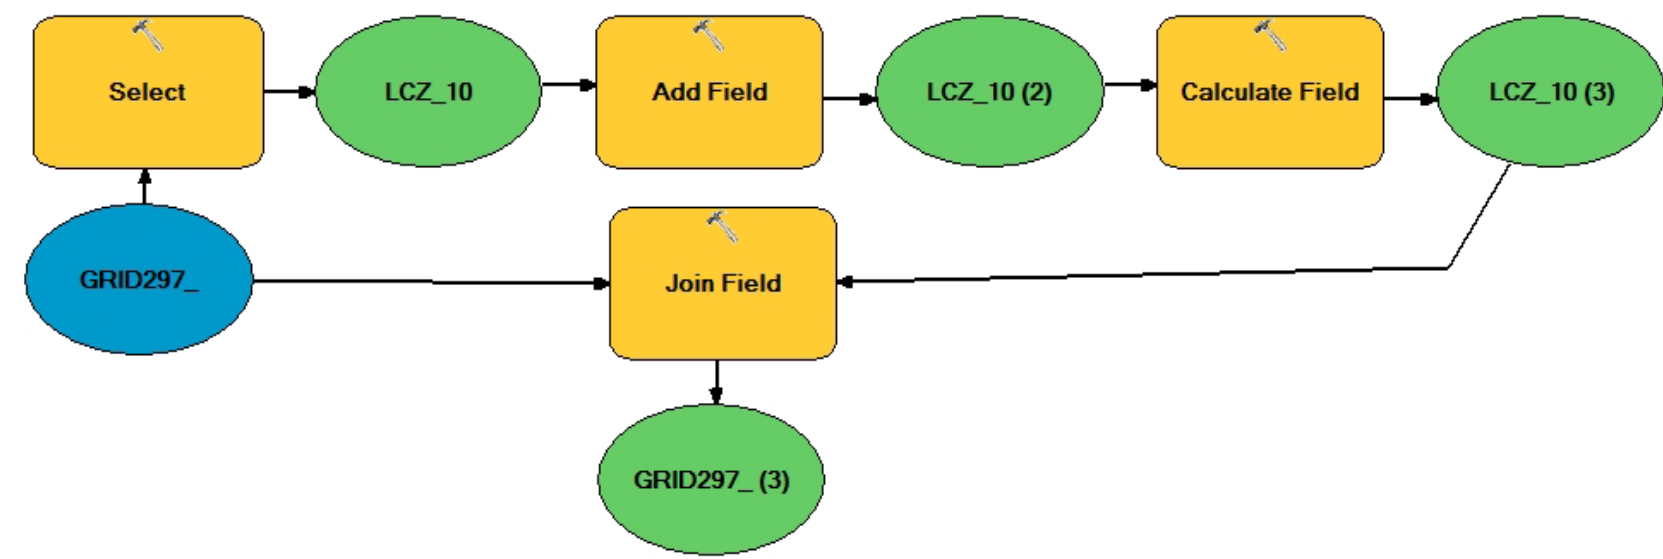 Select
LCZ_10
Add Field
LCZ_10 (2)
Calculate Field
LCZ_10 (3)
GRID297_
Join Field
GRID297_ (3)